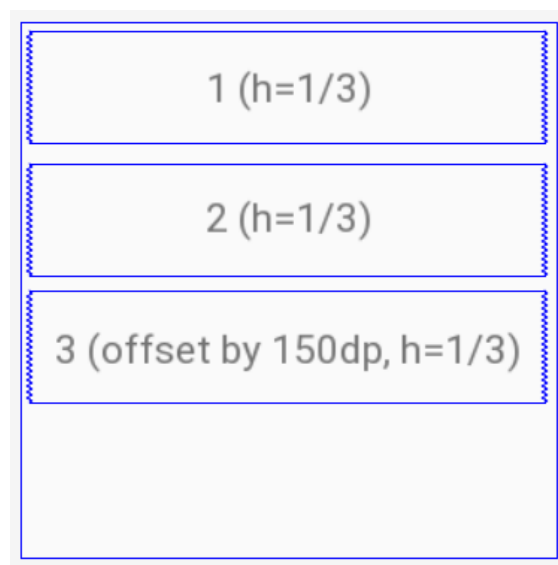 1 (h=1/3)
2 (h=1/3)
3 (offset by 150dp, h=1/3)